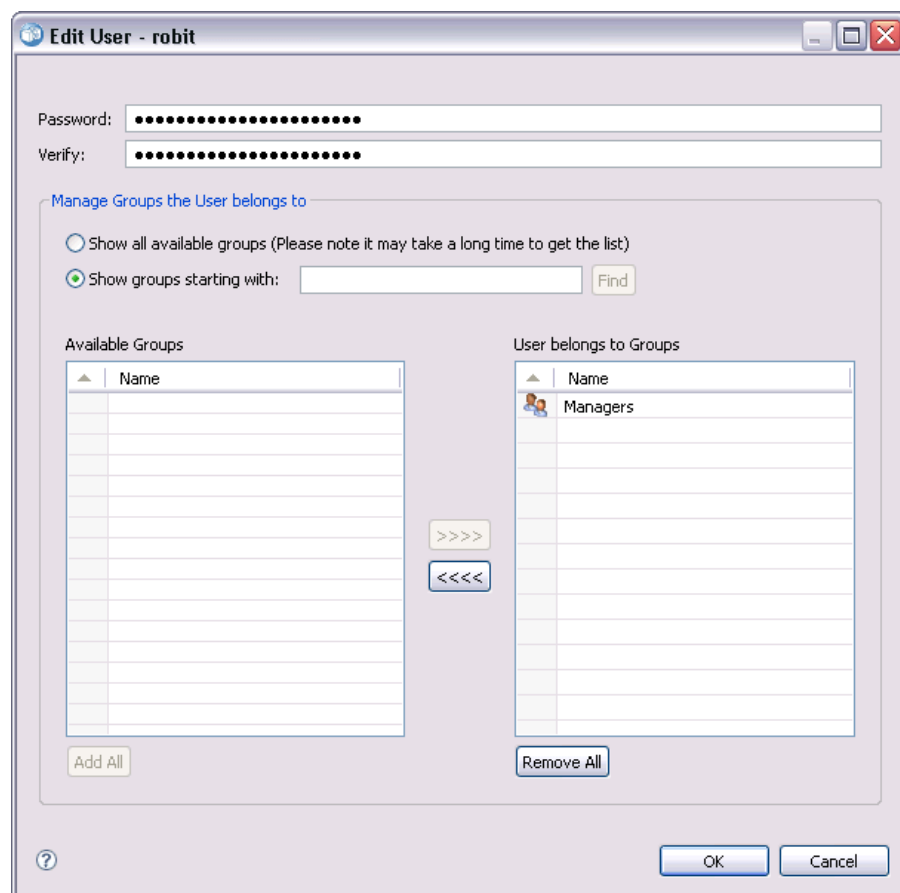 Edit User - robit
Password: ••••••••••••••••••••••
Verify: ••••••••••••••••••••••
Manage Groups the User belongs to
Show all available groups (Please note it may take a long time to get the list)
Show groups starting with: Find
Available Groups
User belongs to Groups
Name
Name
Managers
>>>>
<<<<
Add All
Remove All
?
OK Cancel